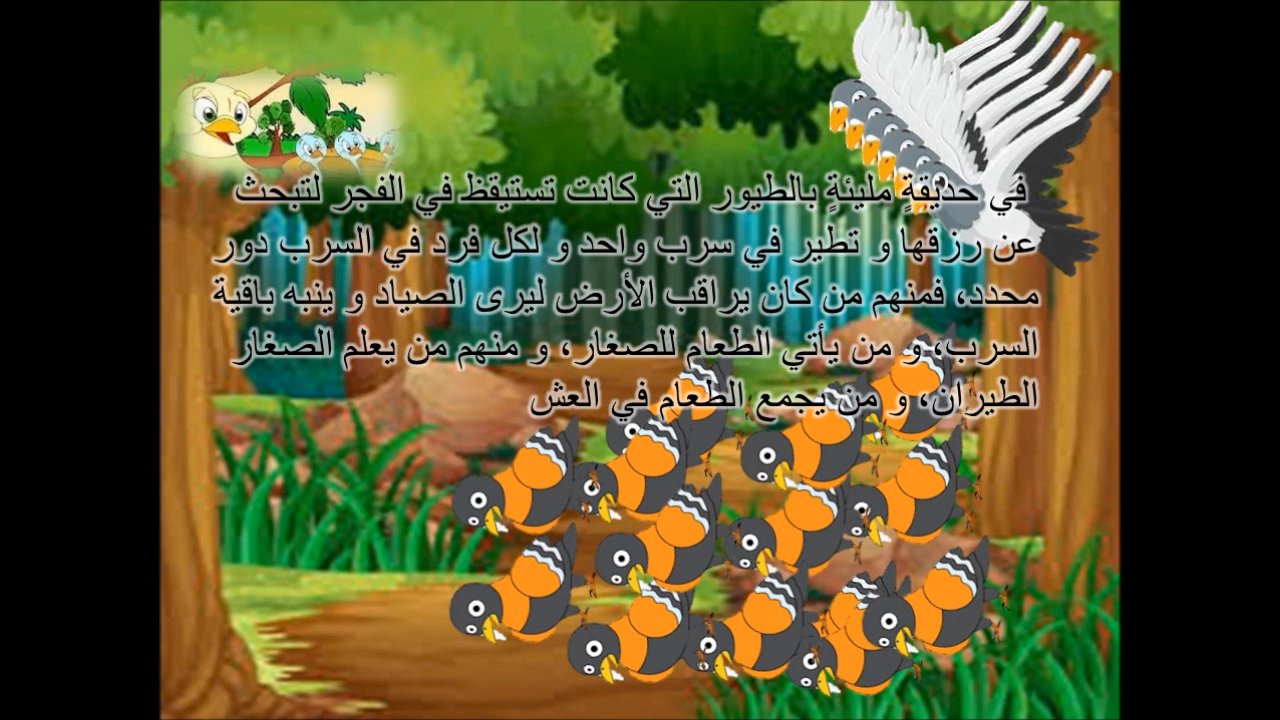 في حديقةٍ مليئةٍ بالطيور التي كانت تستيقظ في الفجر لتبحث
عن رزقها و تطير في سرب واحد و لكل فرد في السرب دور
محدد، فمنهم من كان يراقب الأرض ليرى الصياد و ينبه باقية
السرب، و من يأتي الطعام للصغار، و منهم من يعلم الصغار
الطيران، و من يجمع الطعام في العش